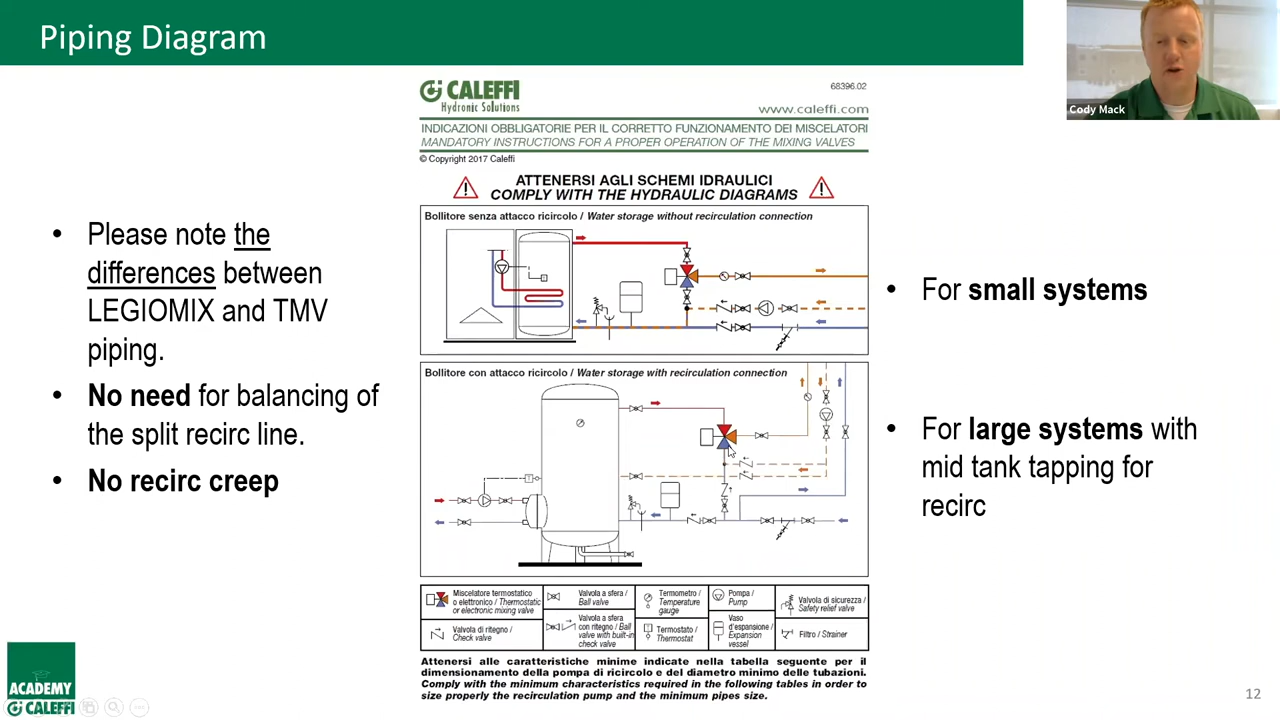 Piping Diagram
Cody Mack
CALEFFI
Hydronic Solutions
68396.02
www.caleffi.com
INDICAZIONI OBBLIGATORIE PER IL CORRETTO FUNZIONAMENTO DEI MISCELATORI
MANDATORY INSTRUCTIONS FOR A PROPER OPERATION OF THE MIXING VALVES
© Copyright 2017 Caleffi
ATTENERSI AGLI SCHEMI IDRAULICI
COMPLY WITH THE HYDRAULIC DIAGRAMS
Bollitore senza attacco ricircolo / Water storage without recirculation connection
Bollitore con attacco ricircolo / Water storage with recirculation connection
Miscelatore termostatico
o elettronico / Thermostatic
or electronic mixing valve
Valvola a sfera /
Ball valve
Termometro /
Temperature
gauge
Pompa /
Pump
Valvola di sicurezza /
Safety relief valve
Valvola di ritegno /
Check valve
Valvola a sfera
con ritegno / Ball
valve with built-in
check valve
Termostato /
Thermostat
Vaso
d'espansione /
Expansion
vessel
Filtro / Strainer
Attenersi alle caratteristiche minime indicate nella tabella seguente per il
dimensionamento della pompa di ricircolo e del diametro minimo delle tubazioni.
Comply with the minimum characteristics required in the following tables in order to
size properly the recirculation pump and the minimum pipes size.
• Please note the
differences between
LEGIOMIX and TMV
piping.
• No need for balancing of
the split recirc line.
• No recirc creep
• For small systems
• For large systems with
mid tank tapping for
recirc
ACADEMY
CALEFFI
12